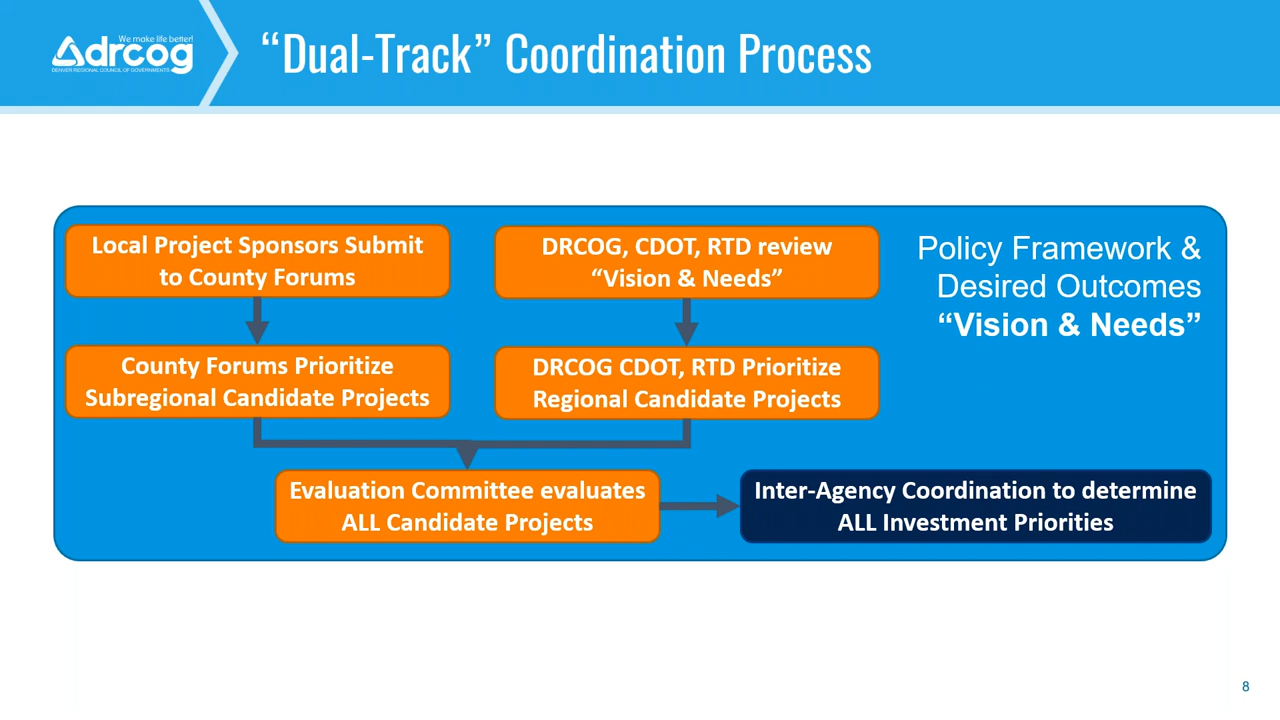 We make life better!
drcog
DENVER REGIONAL COUNCIL OF GOVERNMENTS
“Dual-Track” Coordination Process
Local Project Sponsors Submit
to County Forums
DRCOG, CDOT, RTD review
“Vision & Needs”
Policy Framework &
Desired Outcomes
“Vision & Needs”
County Forums Prioritize
Subregional Candidate Projects
DRCOG CDOT, RTD Prioritize
Regional Candidate Projects
Evaluation Committee evaluates
ALL Candidate Projects
Inter-Agency Coordination to determine
ALL Investment Priorities
8